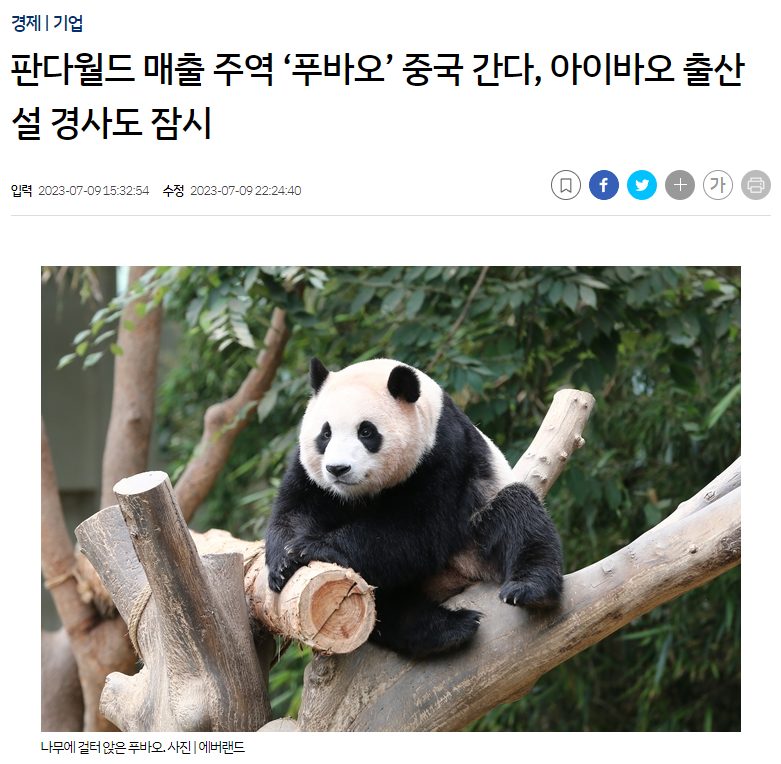 경제 | 기업
판다월드 매출 주역 ‘푸바오’ 중국 간다, 아이바오 출산
설 경사도 잠시
입력 2023-07-09 15:32:54 수정 2023-07-09 22:24:40
가
나무에 걸터 앉은 푸바오. 사진 | 에버랜드